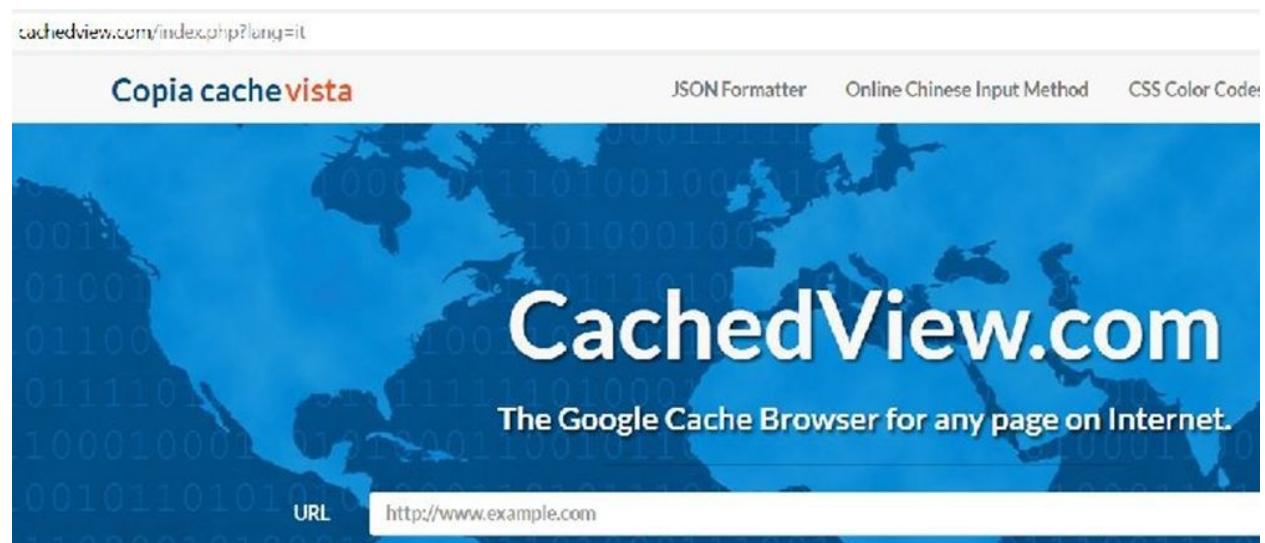 cachedview.com/index.php?lang=it
Copia cache vista JSON Formatter Online Chinese Input Method CSS Color Codes
CachedView.com
The Google Cache Browser for any page on Internet.
URL http://www.example.com